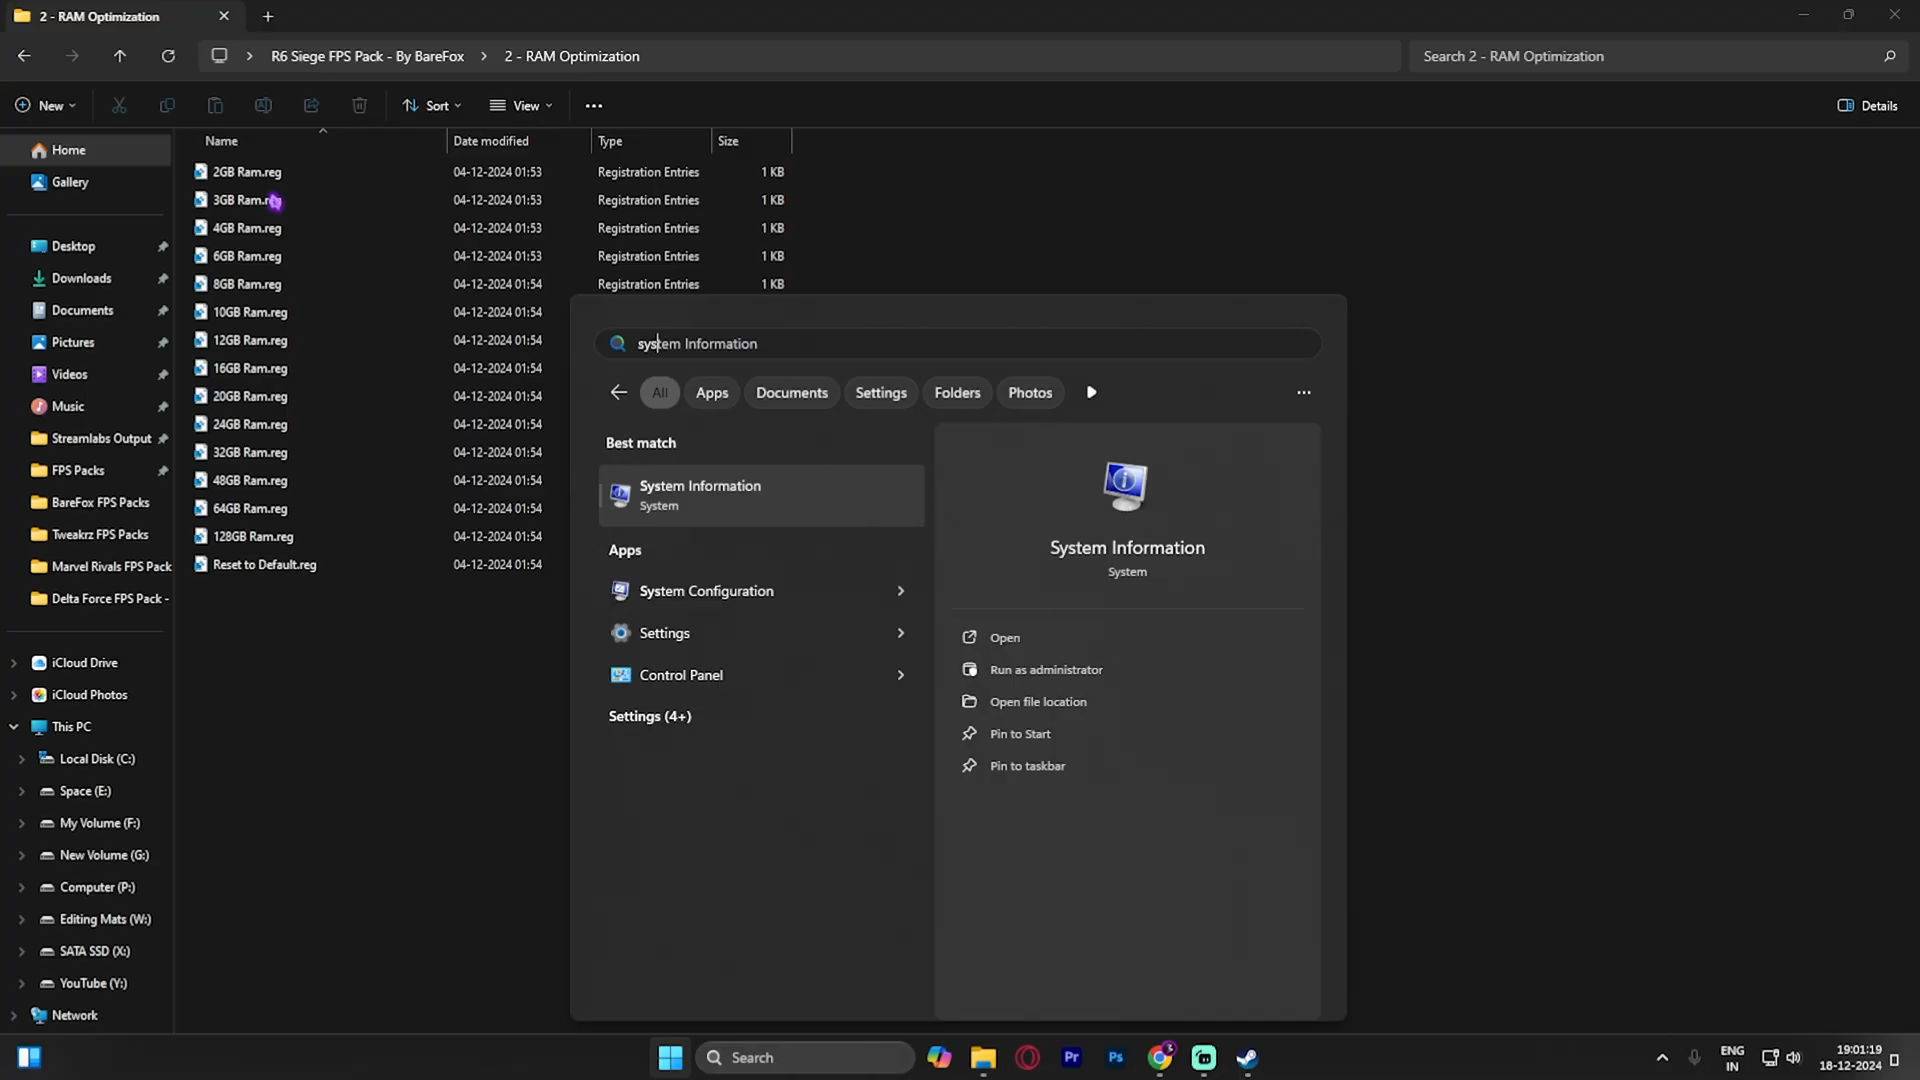 2 - RAM Optimization
R6 Siege FPS Pack - By BareFox
2 - RAM Optimization
Search 2 - RAM Optimization
New
Sort
View
Details
Home
Gallery
Desktop
Downloads
Documents
Pictures
Videos
Music
Streamlabs Output
FPS Packs
BareFox FPS Packs
Tweakrz FPS Packs
Marvel Rivals FPS Pack
Delta Force FPS Pack -
iCloud Drive
iCloud Photos
This PC
Local Disk (C:)
Space (E:)
My Volume (F:)
New Volume (G:)
Computer (P:)
Editing Mats (W:)
SATA SSD (X:)
YouTube (Y:)
Network
Name Date modified Type Size
2GB Ram.reg 04-12-2024 01:53 Registration Entries 1 KB
3GB Ram.reg 04-12-2024 01:53 Registration Entries 1 KB
4GB Ram.reg 04-12-2024 01:53 Registration Entries 1 KB
6GB Ram.reg 04-12-2024 01:53 Registration Entries 1 KB
8GB Ram.reg 04-12-2024 01:54 Registration Entries 1 KB
10GB Ram.reg 04-12-2024 01:54
12GB Ram.reg 04-12-2024 01:54
16GB Ram.reg 04-12-2024 01:54
20GB Ram.reg 04-12-2024 01:54
24GB Ram.reg 04-12-2024 01:54
32GB Ram.reg 04-12-2024 01:54
48GB Ram.reg 04-12-2024 01:54
64GB Ram.reg 04-12-2024 01:54
128GB Ram.reg 04-12-2024 01:54
Reset to Default.reg 04-12-2024 01:54
system Information
All Apps Documents Settings Folders Photos
Best match
System Information
System
Apps
System Configuration
Settings
Control Panel
Settings (4+)
System Information
System
Open
Run as administrator
Open file location
Pin to Start
Pin to taskbar
Search
Pr
Ps
3
ENG
IN
19:01:19
18-12-2024